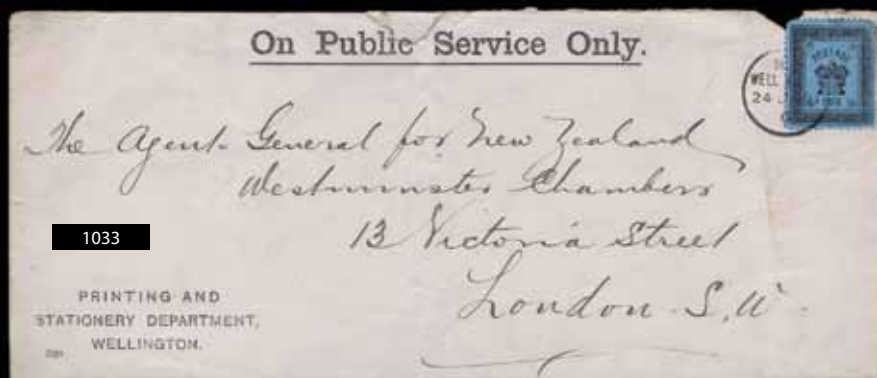 On Public Service Only.
WELL
24
The Agent-General for New Zealand
Westminster Chambers
13 Victoria Street
London S.W.
1033
PRINTING AND
STATIONERY DEPARTMENT,
WELLINGTON.